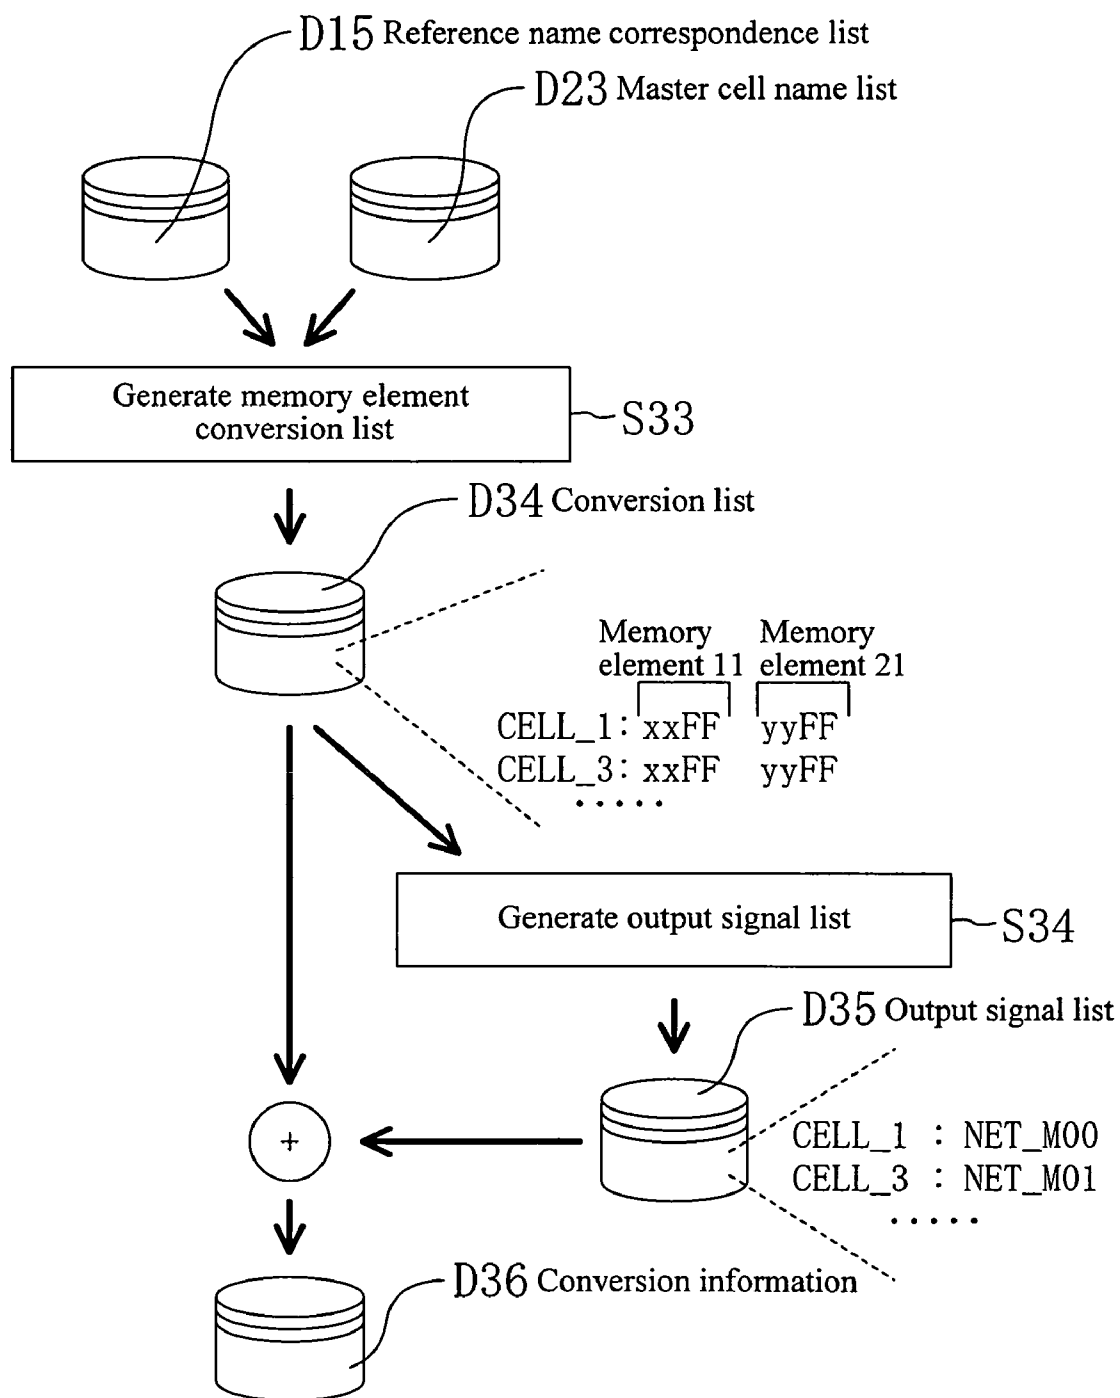 D15 Reference name correspondence list
D23 Master cell name list
Generate memory element
conversion list
S33
D34 Conversion list
Memory
element 11
Memory
element 21
CELL_1: xxFF yyFF
CELL_3: xxFF yyFF
.....
Generate output signal list
S34
D35 Output signal list
+
CELL_1 : NET_M00
CELL_3 : NET_M01
.....
D36 Conversion information